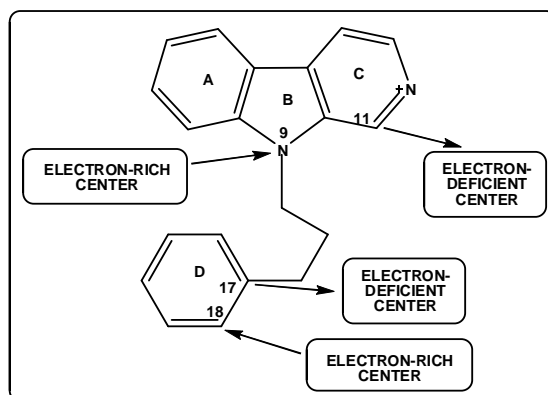 A
C
+N
B
9
11
N
ELECTRON-RICH
CENTER
ELECTRON-
DEFICIENT
CENTER
D
17
ELECTRON-
DEFICIENT
CENTER
18
ELECTRON-RICH
CENTER